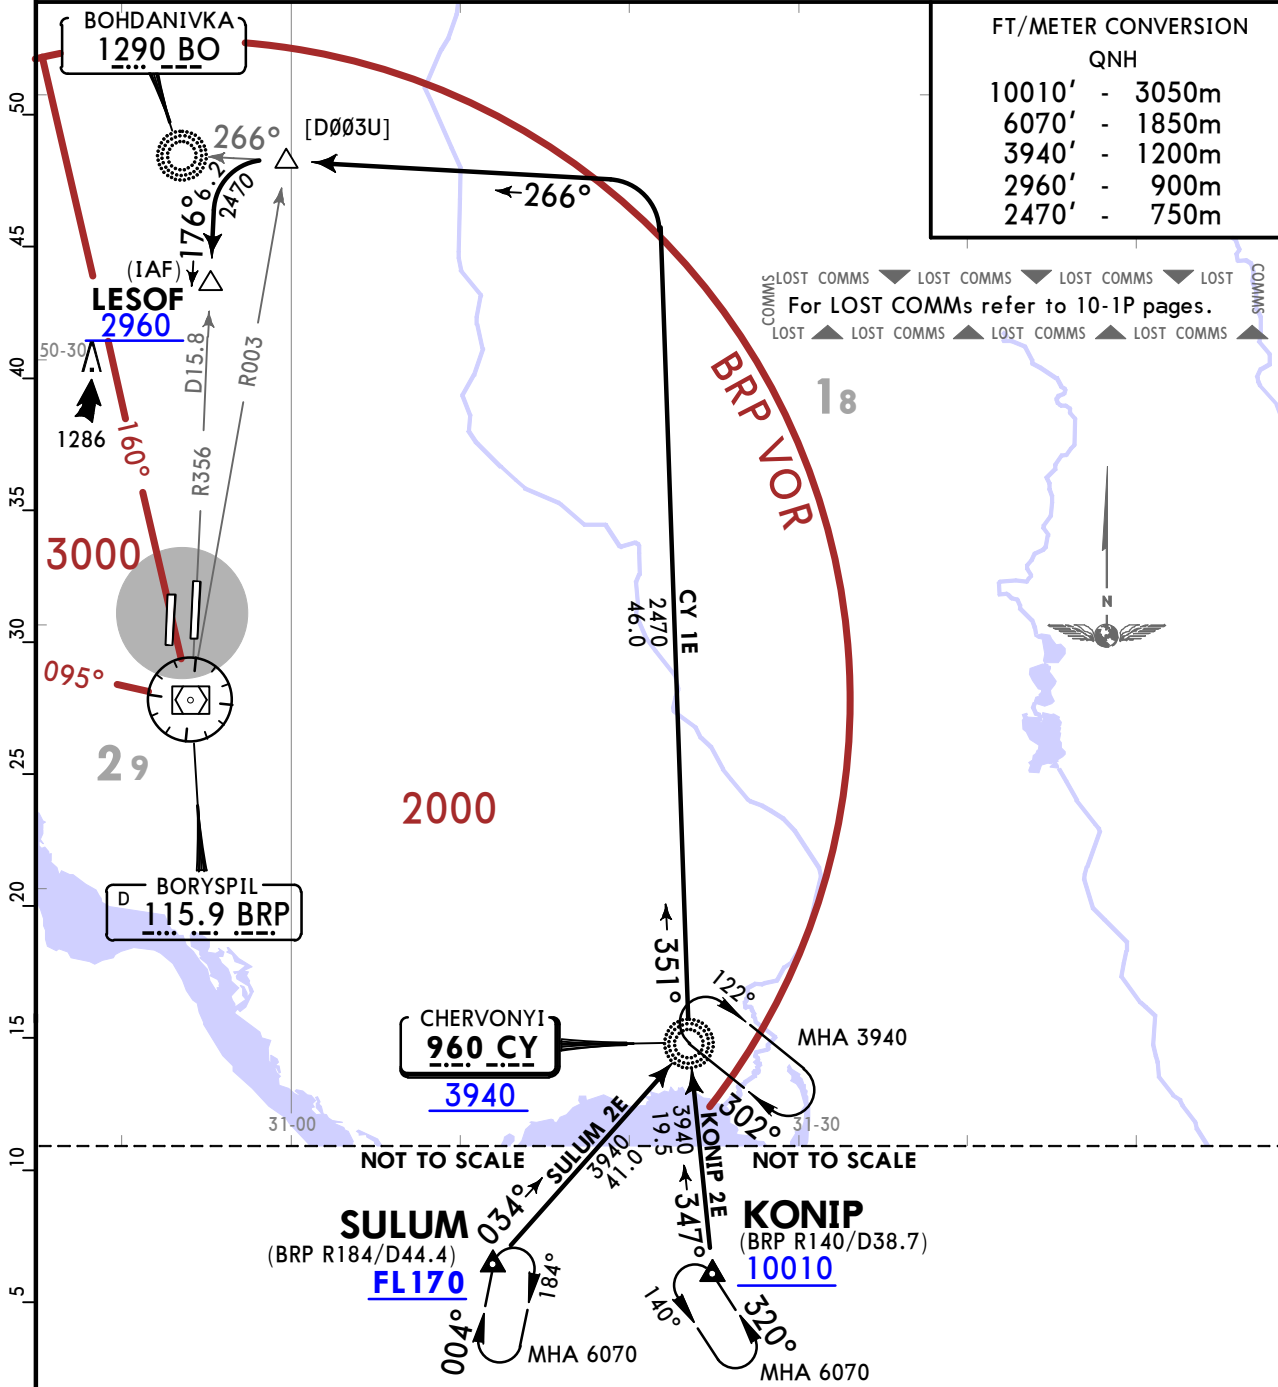 BOHDANIVKA
1290 BO
FT/METER CONVERSION
QNH
10010' - 3050m
6070' - 1850m
3940' - 1200m
2960' - 900m
2470' - 750m
50
[DØØ3U]
266°
6.2
2470
176°
266°
45
(IAF)
LESOF
2960
LOST COMMS LOST COMMS LOST COMMS LOST
COMMS
COMMS
For LOST COMMs refer to 10-1P pages.
LOST LOST COMMS LOST COMMS LOST COMMS
50-30
40
D15.8
R003
BRP VOR
18
1286
160°
R356
35
3000
CY 1E
2470
46.0
N
30
095°
29
25
2000
BORYSPIL
D 115.9 BRP
20
351°
122°
15
CHERVONYI
960 CY
3940
MHA 3940
302°
31-00
31-30
SULUM 2E
3940
41.0
KONIP 2E
3940
19.5
10
NOT TO SCALE
NOT TO SCALE
034°
347°
SULUM
(BRP R184/D44.4)
FL170
KONIP
(BRP R140/D38.7)
10010
5
184°
004°
MHA 6070
140°
320°
MHA 6070